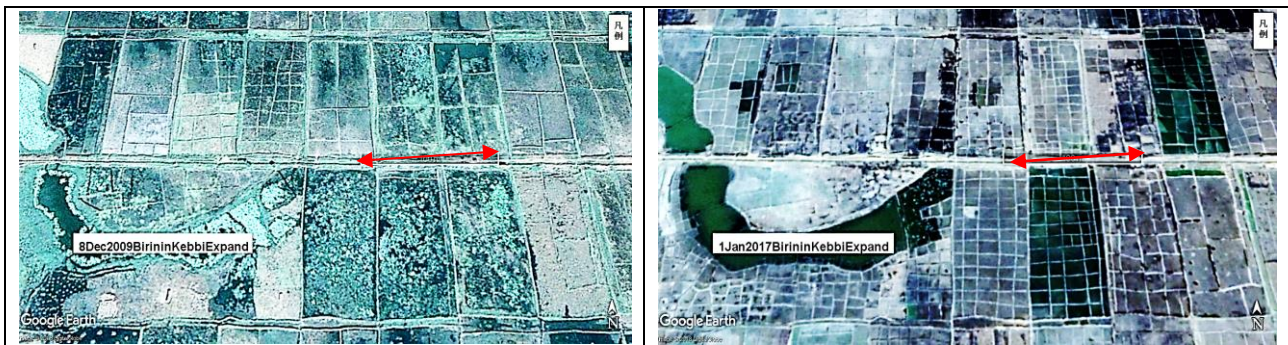 凡
例
8Dec2009BirininKebbiExpand
Google Earth
N
凡
例
1Jan2017BirininKebbiExpand
Google Earth
N